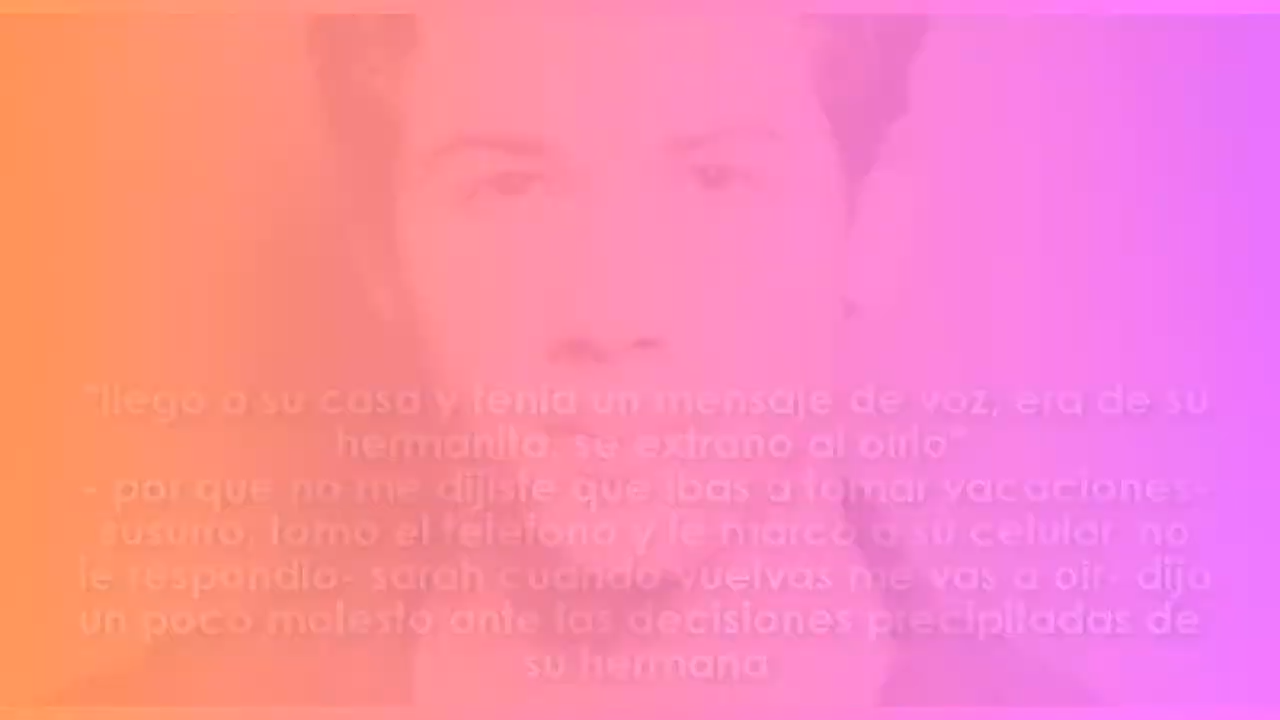 "llego a su casa y tenia un mensaje de voz, era de su
hermanito, se extraño al oirlo"
- por que no me dijiste que ibas a tomar vacaciones-
susurro, tomo el telefono y le marco a su celular, no
le respondio- sarah cuando vuelvas me vas a oir- dijo
un poco molesto ante las decisiones precipitadas de
su hermana